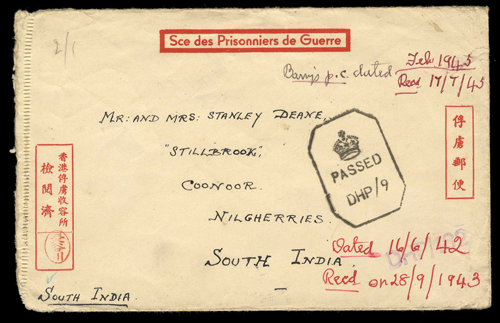 2/1
Sce des Prisonniers de Guerre
Barry's p.c. dated Feb 1945
Recd 17/7/45
MR: AND MRS: STANLEY DEANE,
"STILLBROOK",
COONOOR
NILGHERRIES
SOUTH INDIA
PASSED
DHP/9
俘虜郵便
香港俘虜收容所
檢閱濟
Dated 16/6/42
Recd on 28/9/1943
SOUTH INDIA